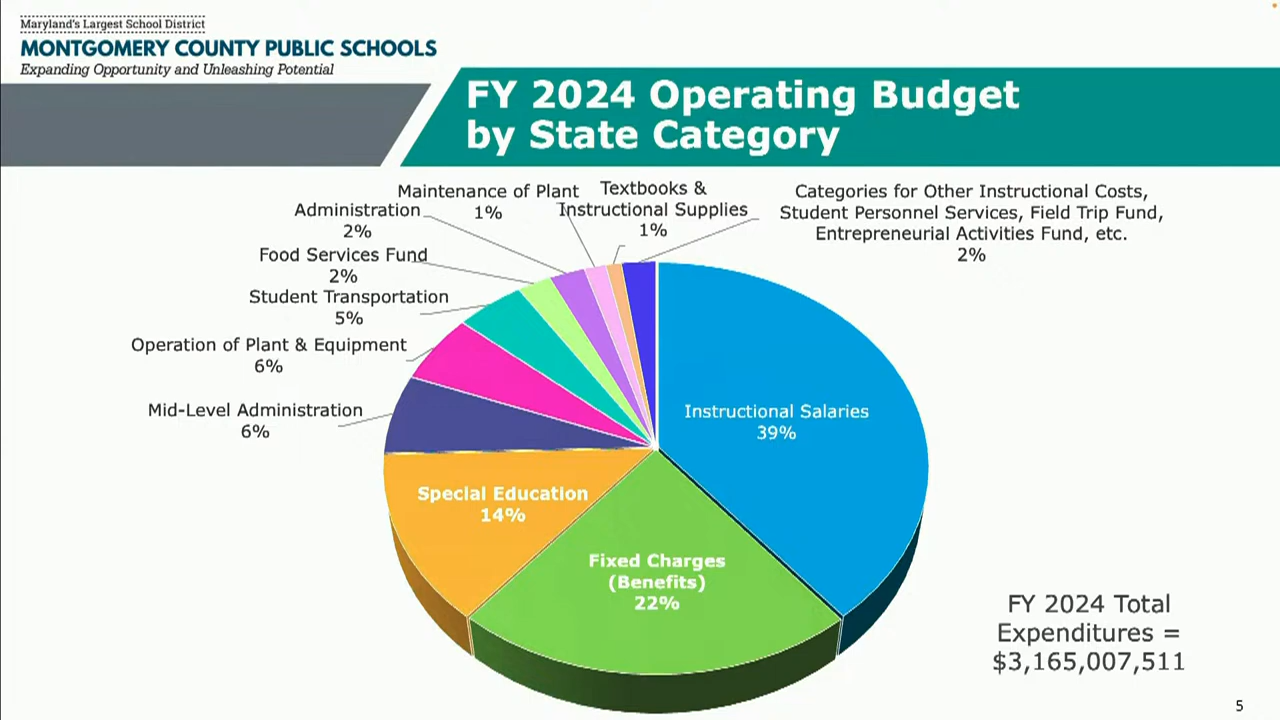 Maryland's Largest School District
MONTGOMERY COUNTY PUBLIC SCHOOLS
Expanding Opportunity and Unleashing Potential
FY 2024 Operating Budget
by State Category
Maintenance of Plant
1%
Textbooks &
Instructional Supplies
1%
Categories for Other Instructional Costs,
Student Personnel Services, Field Trip Fund,
Entrepreneurial Activities Fund, etc.
2%
Administration
2%
Food Services Fund
2%
Student Transportation
5%
Operation of Plant & Equipment
6%
Mid-Level Administration
6%
Instructional Salaries
39%
Special Education
14%
Fixed Charges
(Benefits)
22%
FY 2024 Total
Expenditures =
$3,165,007,511
5